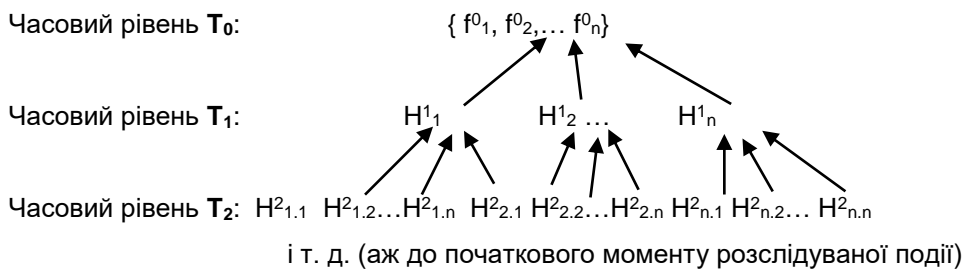 Часовий рівень T₀: { f⁰₁, f⁰₂,… f⁰ₙ}
Часовий рівень T₁: H¹₁ H¹₂ … H¹ₙ
Часовий рівень T₂: H²₁.₁ H²₁.₂…H²₁.ₙ H²₂.₁ H²₂.₂…H²₂.ₙ H²ₙ.₁ H²ₙ.₂… H²ₙ.ₙ
і т. д. (аж до початкового моменту розслідуваної події)